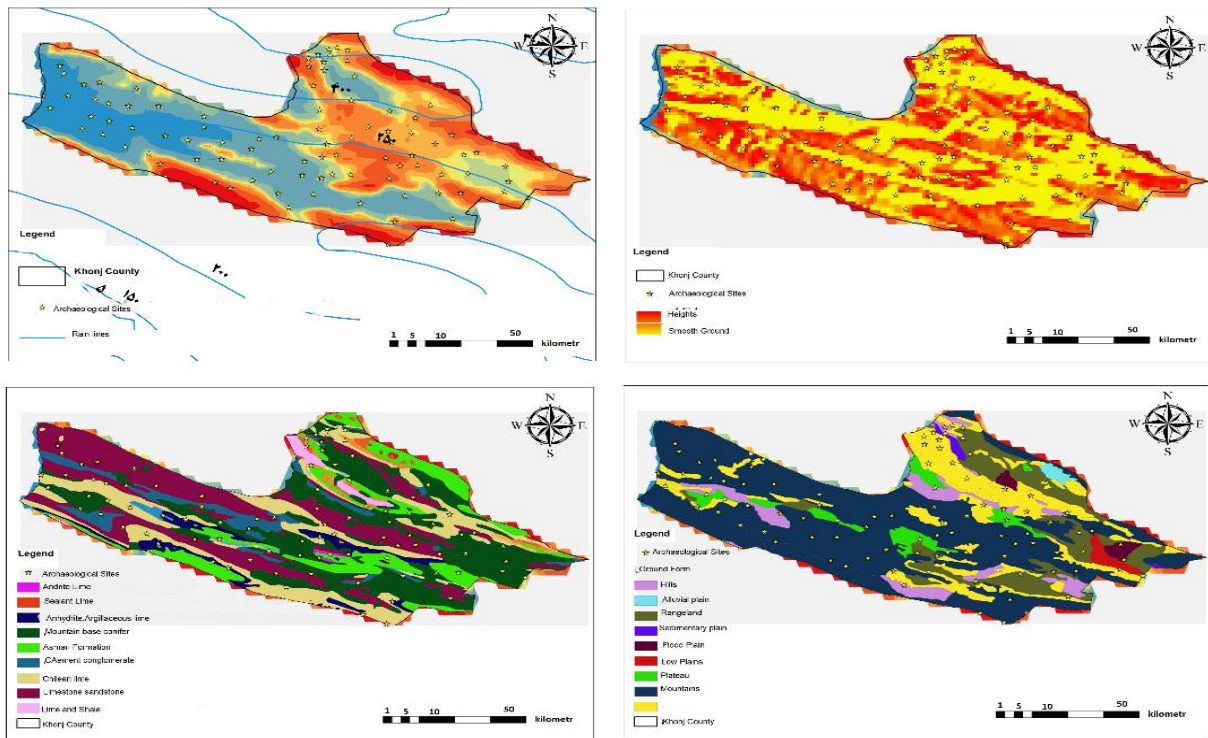 N
W E
S
۳۰۰
۲۵۰
۲۰۰
۱۵۰
Legend
Khonj County
Archaeological Sites
Rain lines
1 5 10 50
kilometr
N
W E
S
Legend
Khonj County
Archaeological Sites
Heights
Smooth Ground
1 5 10 50
kilometr
N
W E
S
Legend
Archaeological Sites
Andrite Lime
Sealant Lime
Anhydrite,Argillaceous lime
Mountain base conifer
Asmari Formation
CAement conglomerate
Chileen lime
Limestone sandstone
Lime and Shale
Khonj County
1 5 10 50
kilometr
N
W E
S
Legend
Archaeological Sites
Ground Form
Hills
Alluvial plain
Rangeland
Sedimentary plain
Flood Plain
Low Plains
Plateau
Mountains
Khonj County
1 5 10 50
kilometr